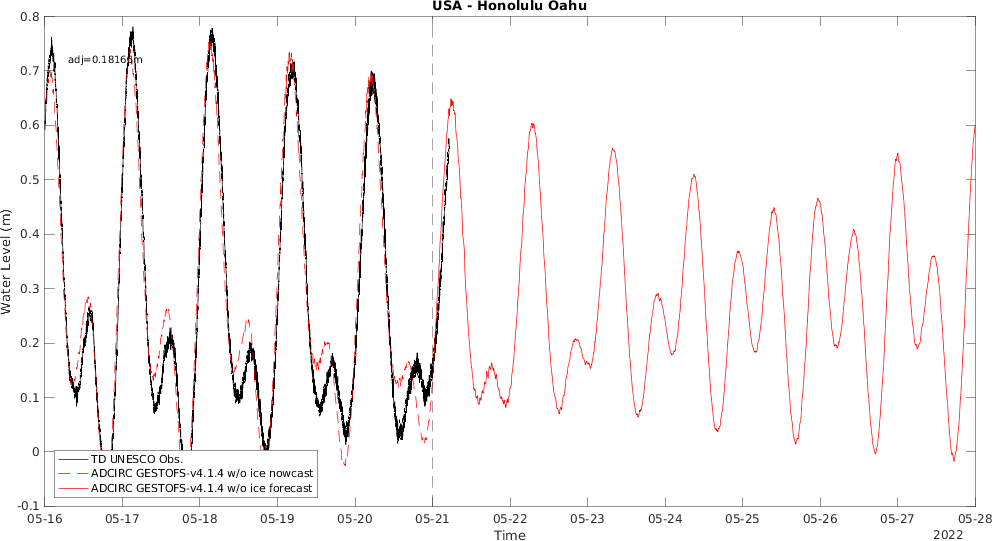 USA - Honolulu Oahu
0.8
0.7
0.6
0.5
0.4
0.3
0.2
0.1
0
-0.1
Water Level (m)
TD UNESCO Obs.
ADCIRC GESTOFS-v4.1.4 w/o ice nowcast
ADCIRC GESTOFS-v4.1.4 w/o ice forecast
05-16 05-17 05-18 05-19 05-20 05-21 05-22 05-23 05-24 05-25 05-26 05-27 05-28
Time
2022